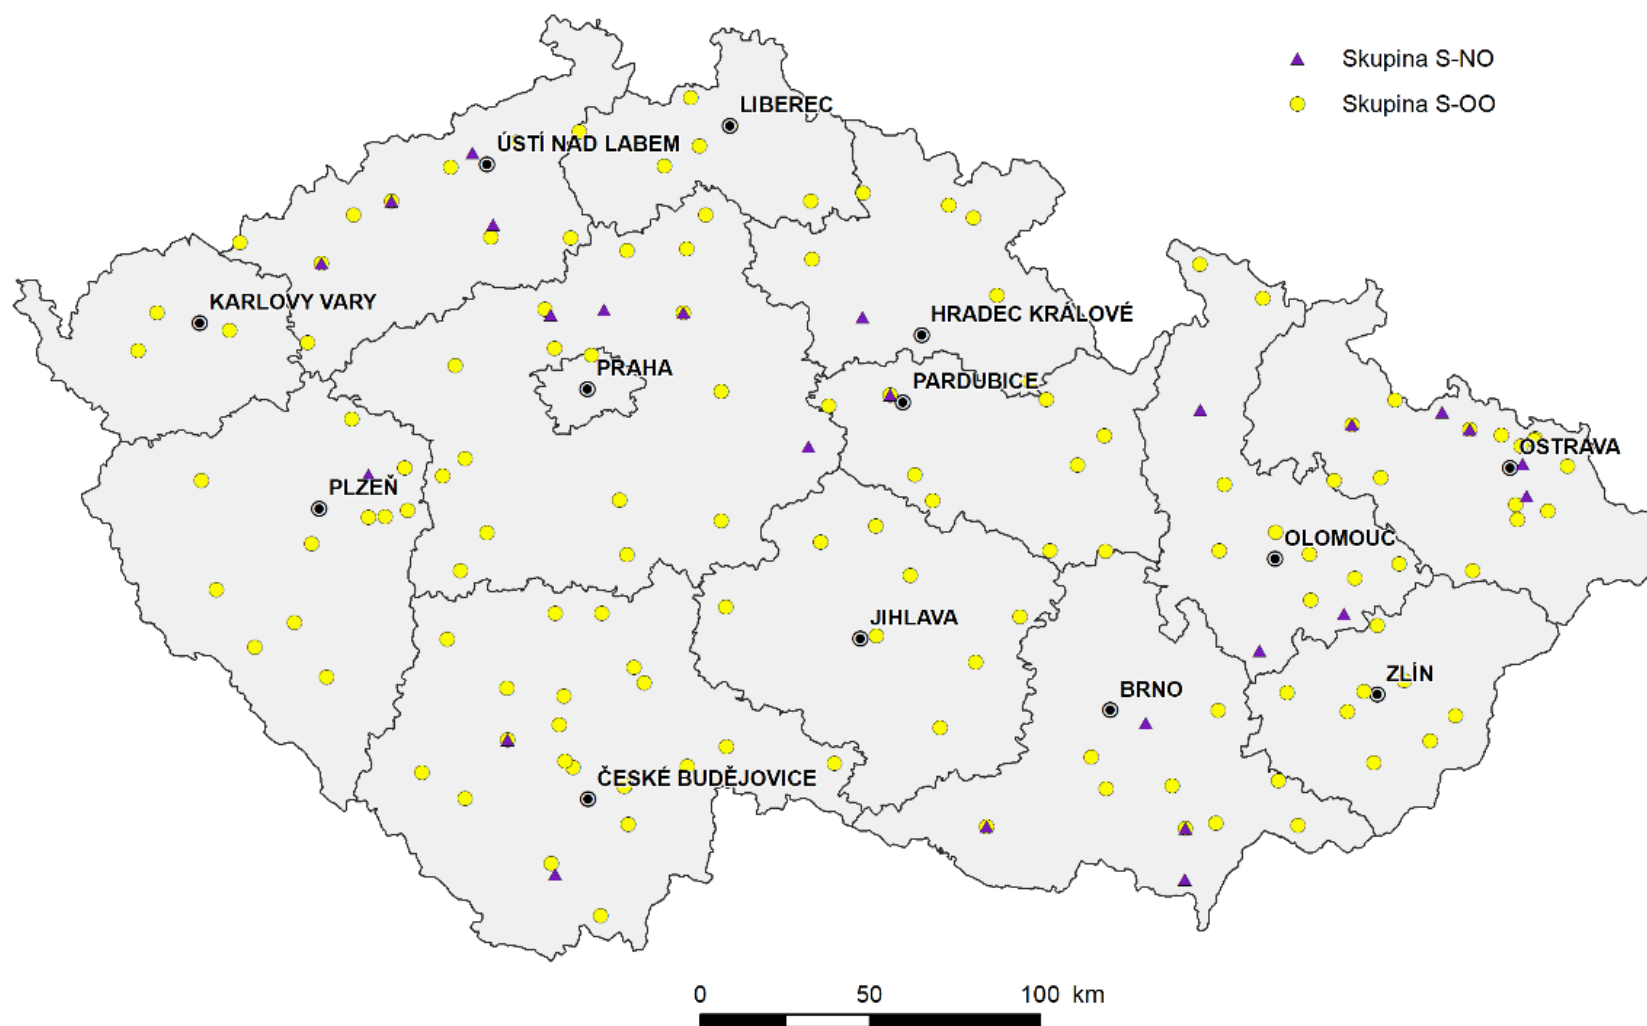 Skupina S-NO
Skupina S-OO
LIBEREC
ÚSTÍ NAD LABEM
KARLOVY VARY
HRADEC KRÁLOVÉ
PRAHA
PARDUBICE
OSTRAVA
PLZEŇ
OLOMOUC
JIHLAVA
ZLÍN
BRNO
ČESKÉ BUDĚJOVICE
0 50 100 km